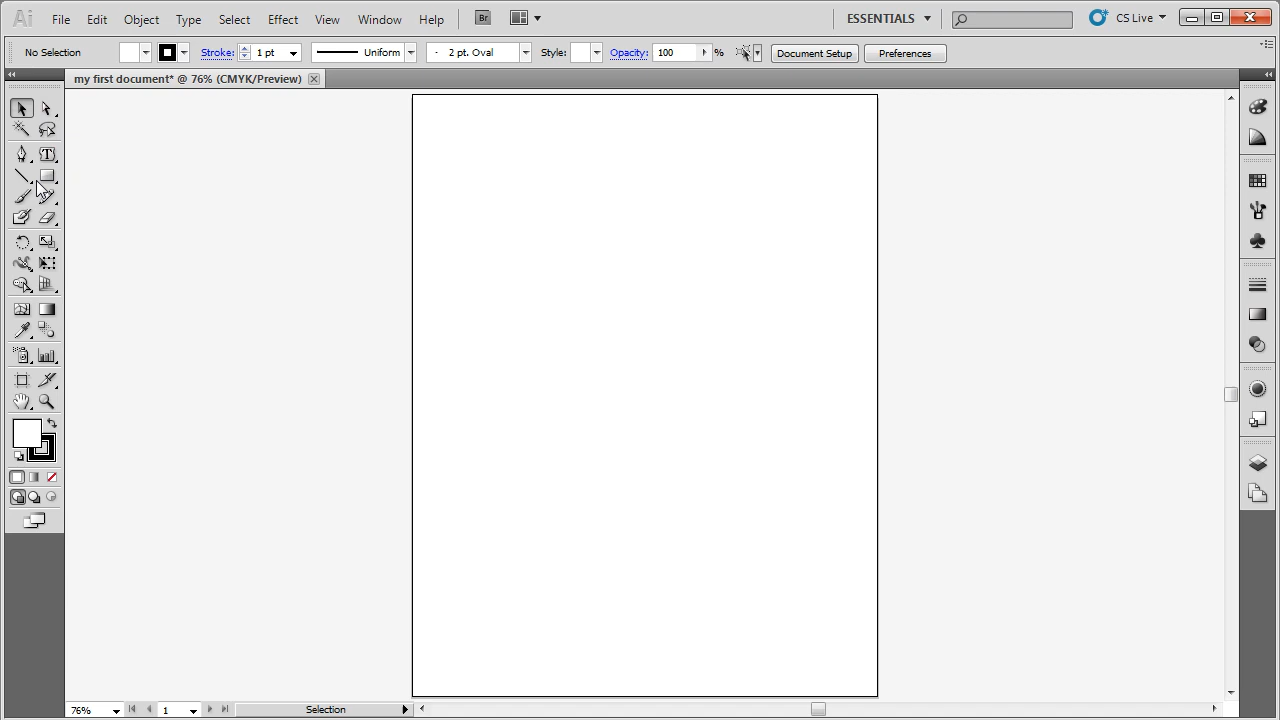 Ai File Edit Object Type Select Effect View Window Help Br ESSENTIALS CS Live
No Selection Stroke: 1 pt Uniform 2 pt. Oval Style: Opacity: 100 % Document Setup Preferences
my first document* @ 76% (CMYK/Preview)
T
76% 1 Selection